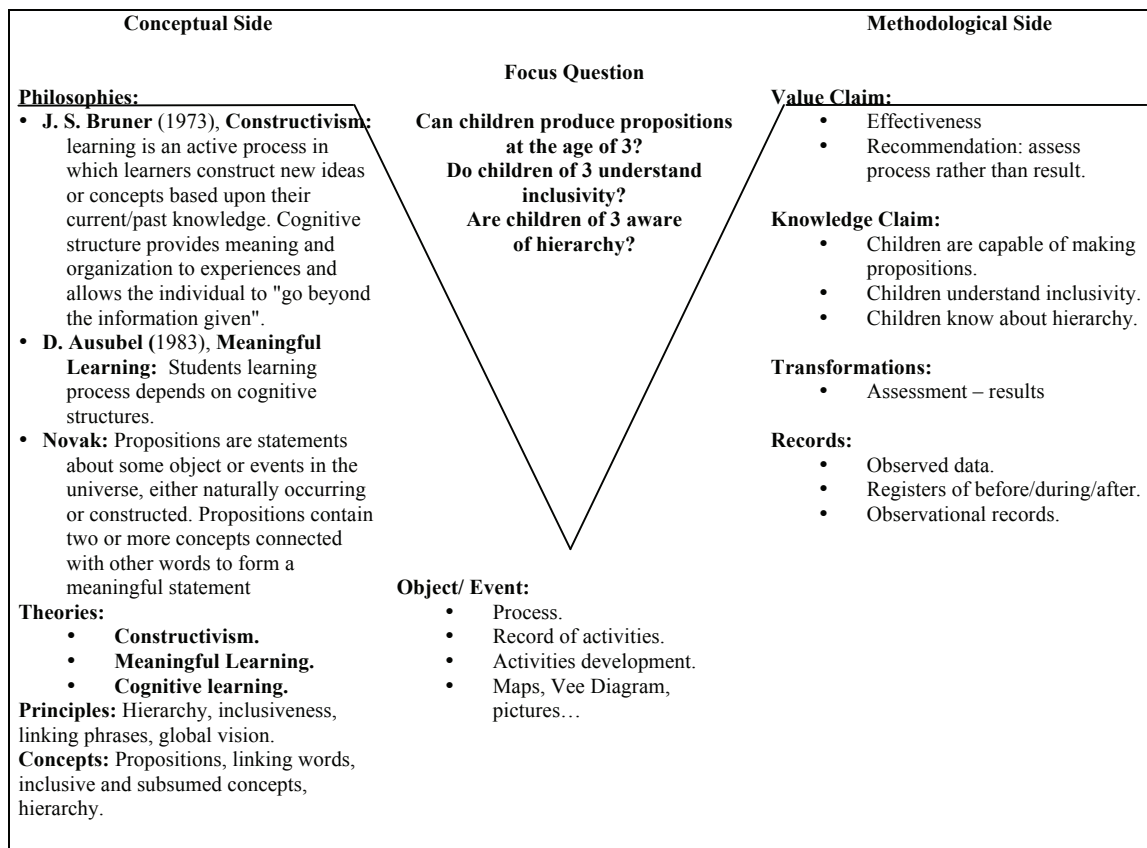 Conceptual Side
Philosophies:
• J. S. Bruner (1973), Constructivism:
learning is an active process in
which learners construct new ideas
or concepts based upon their
current/past knowledge. Cognitive
structure provides meaning and
organization to experiences and
allows the individual to "go beyond
the information given".
• D. Ausubel (1983), Meaningful
Learning: Students learning
process depends on cognitive
structures.
• Novak: Propositions are statements
about some object or events in the
universe, either naturally occurring
or constructed. Propositions contain
two or more concepts connected
with other words to form a
meaningful statement
Theories:
• Constructivism.
• Meaningful Learning.
• Cognitive learning.
Principles: Hierarchy, inclusiveness,
linking phrases, global vision.
Concepts: Propositions, linking words,
inclusive and subsumed concepts,
hierarchy.
Focus Question
Can children produce propositions
at the age of 3?
Do children of 3 understand
inclusivity?
Are children of 3 aware
of hierarchy?
Object/ Event:
• Process.
• Record of activities.
• Activities development.
• Maps, Vee Diagram,
pictures…
Methodological Side
Value Claim:
• Effectiveness
• Recommendation: assess
process rather than result.
Knowledge Claim:
• Children are capable of making
propositions.
• Children understand inclusivity.
• Children know about hierarchy.
Transformations:
• Assessment – results
Records:
• Observed data.
• Registers of before/during/after.
• Observational records.